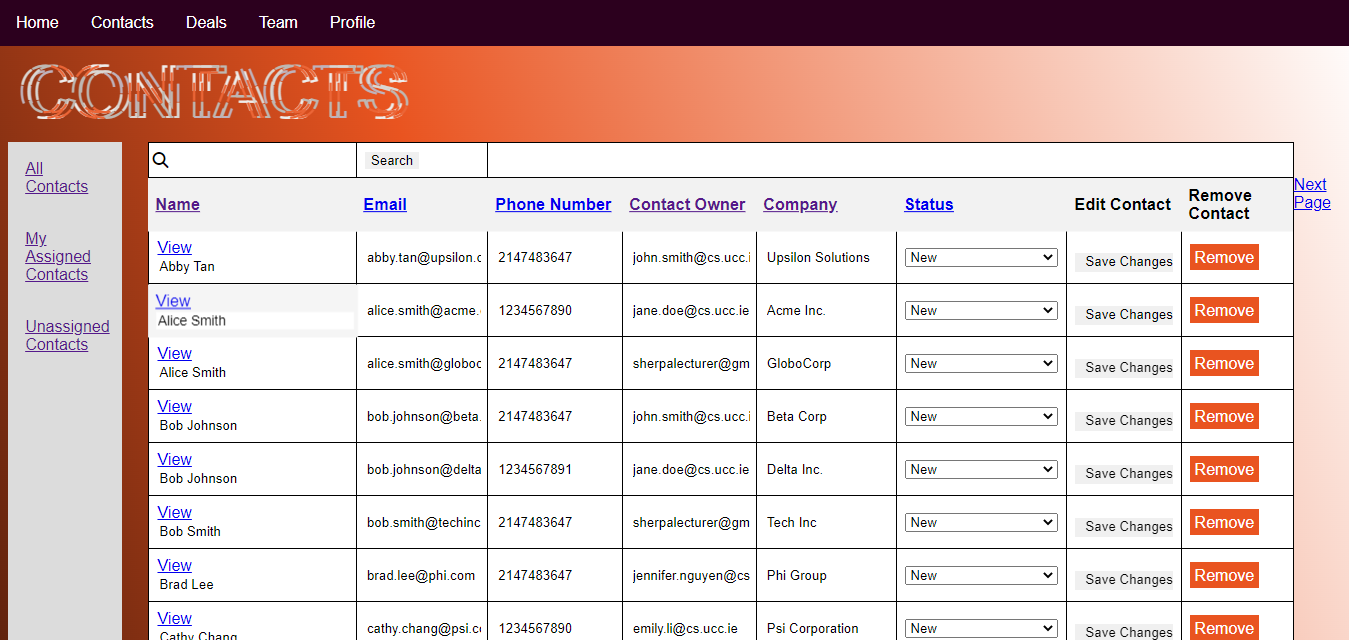 Home Contacts Deals Team Profile
CONTACTS
All
Contacts
My
Assigned
Contacts
Unassigned
Contacts
Search
Name Email Phone Number Contact Owner Company Status Edit Contact Remove Contact
View
Abby Tan abby.tan@upsilon.c 2147483647 john.smith@cs.ucc.i Upsilon Solutions New Save Changes Remove
View
Alice Smith alice.smith@acme. 1234567890 jane.doe@cs.ucc.ie Acme Inc. New Save Changes Remove
View
Alice Smith alice.smith@globoc 2147483647 sherpalecturer@gm GloboCorp New Save Changes Remove
View
Bob Johnson bob.johnson@beta. 2147483647 john.smith@cs.ucc.i Beta Corp New Save Changes Remove
View
Bob Johnson bob.johnson@delta 1234567891 jane.doe@cs.ucc.ie Delta Inc. New Save Changes Remove
View
Bob Smith bob.smith@techinc 2147483647 sherpalecturer@gm Tech Inc New Save Changes Remove
View
Brad Lee brad.lee@phi.com 2147483647 jennifer.nguyen@cs Phi Group New Save Changes Remove
View
Cathy Chang cathy.chang@psi.c 1234567890 emily.li@cs.ucc.ie Psi Corporation New Save Changes Remove
Next
Page